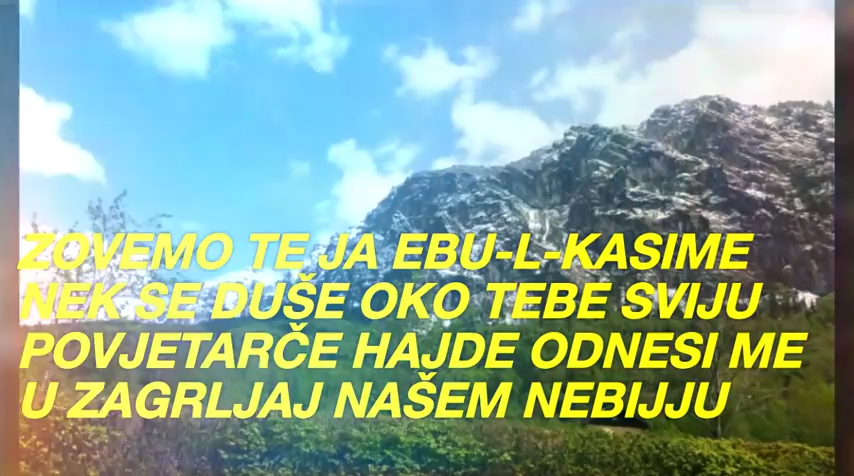 ZOVEMO TE JA EBU-L-KASIME
NEK SE DUŠE OKO TEBE SVIJU
POVJETARČE HAJDE ODNESI ME
U ZAGRLJAJ NAŠEM NEBIJJU